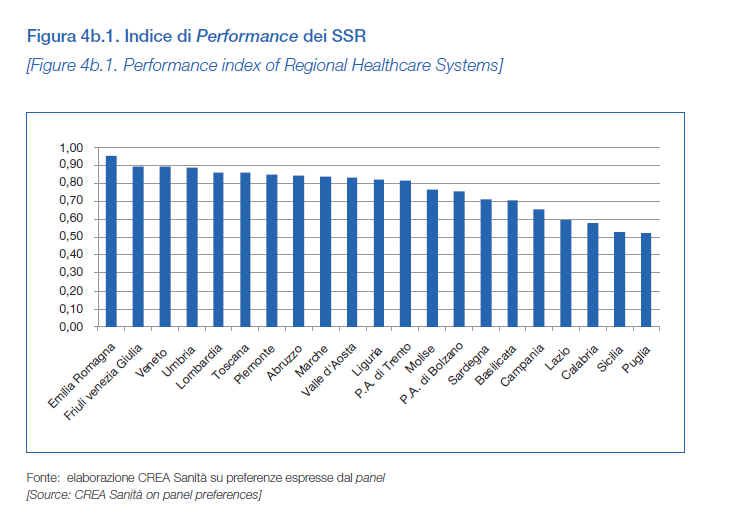 Figura 4b.1. Indice di Performance dei SSR
[Figure 4b.1. Performance index of Regional Healthcare Systems]
1,00
0,90
0,80
0,70
0,60
0,50
0,40
0,30
0,20
0,10
0,00
Emilia Romagna
Friuli venezia Giulia
Veneto
Umbria
Lombardia
Toscana
Piemonte
Abruzzo
Marche
Valle d'Aosta
Liguria
P.A. di Trento
Molise
P.A. di Bolzano
Sardegna
Basilicata
Campania
Lazio
Calabria
Sicilia
Puglia
Fonte: elaborazione CREA Sanità su preferenze espresse dal panel
[Source: CREA Sanità on panel preferences]